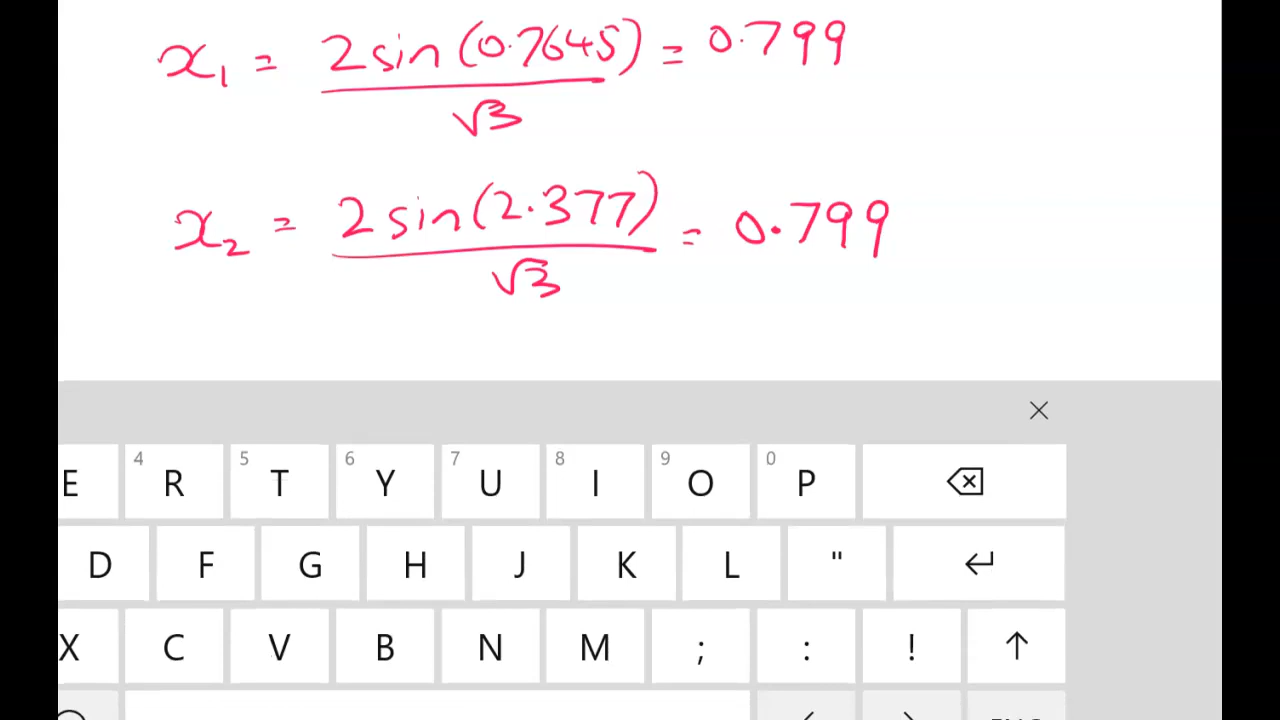 x₁ = 2sin(0.7645)/√3 = 0.799
x₂ = 2sin(2.377)/√3 = 0.799
E 4 R 5 T 6 Y 7 U 8 I 9 O 0 P
D F G H J K L "
X C V B N M ; : !